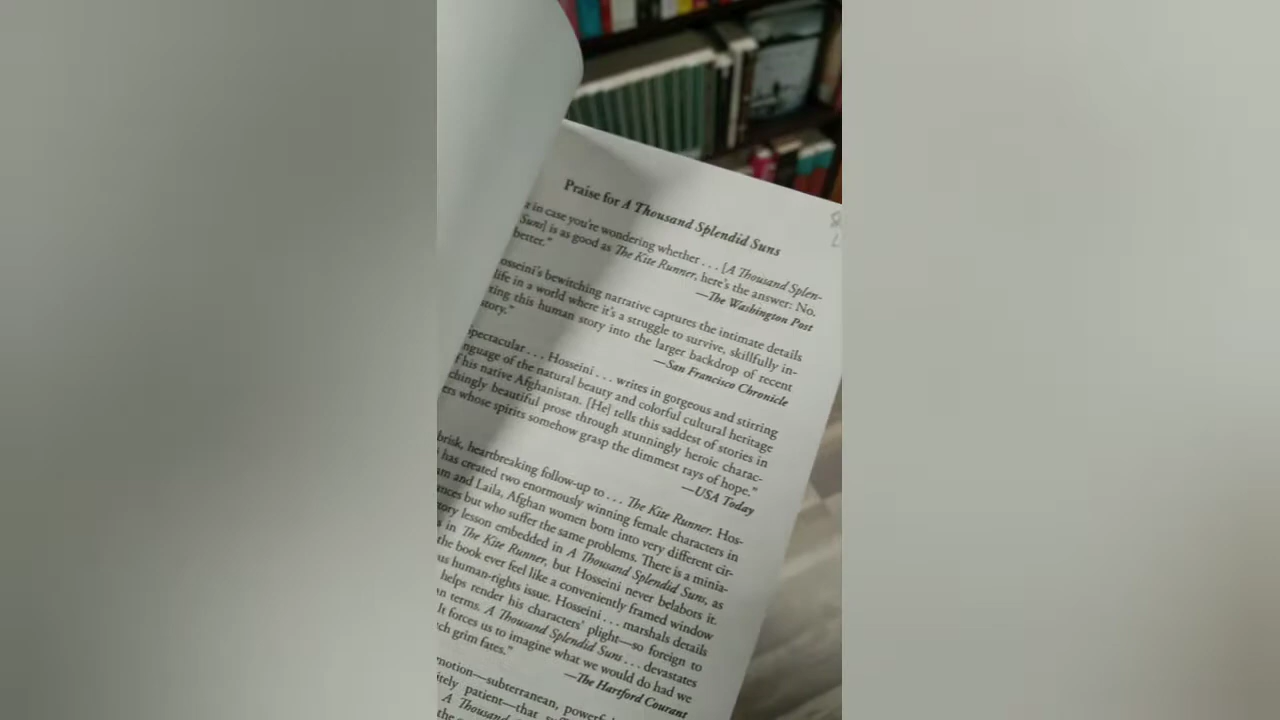 Praise for A Thousand Splendid Suns
in case you're wondering whether . . . [A Thousand Splen-
Suns] is as good as The Kite Runner, here's the answer: No.
better."
—The Washington Post
osseini's bewitching narrative captures the intimate details
life in a world where it's a struggle to survive, skillfully in-
ting this human story into the larger backdrop of recent
story."
—San Francisco Chronicle
spectacular . . . Hosseini . . . writes in gorgeous and stirring
nguage of the natural beauty and colorful cultural heritage
f his native Afghanistan. [He] tells this saddest of stories in
chingly beautiful prose through stunningly heroic charac-
ers whose spirits somehow grasp the dimmest rays of hope."
—USA Today
brisk, heartbreaking follow-up to . . . The Kite Runner. Hos-
has created two enormously winning female characters in
am and Laila, Afghan women born into very different cir-
ances but who suffer the same problems. There is a minia-
tory lesson embedded in A Thousand Splendid Suns, as
s in The Kite Runner, but Hosseini never belabors it.
the book ever feel like a conveniently framed window
us human-rights issue. Hosseini . . . marshals details
helps render his characters' plight—so foreign to
an terms. A Thousand Splendid Suns . . . devastates
It forces us to imagine what we would do had we
ch grim fates."
—The Hartford Courant
motion—subterranean, powerf
itely patient—that
A Thousand
the